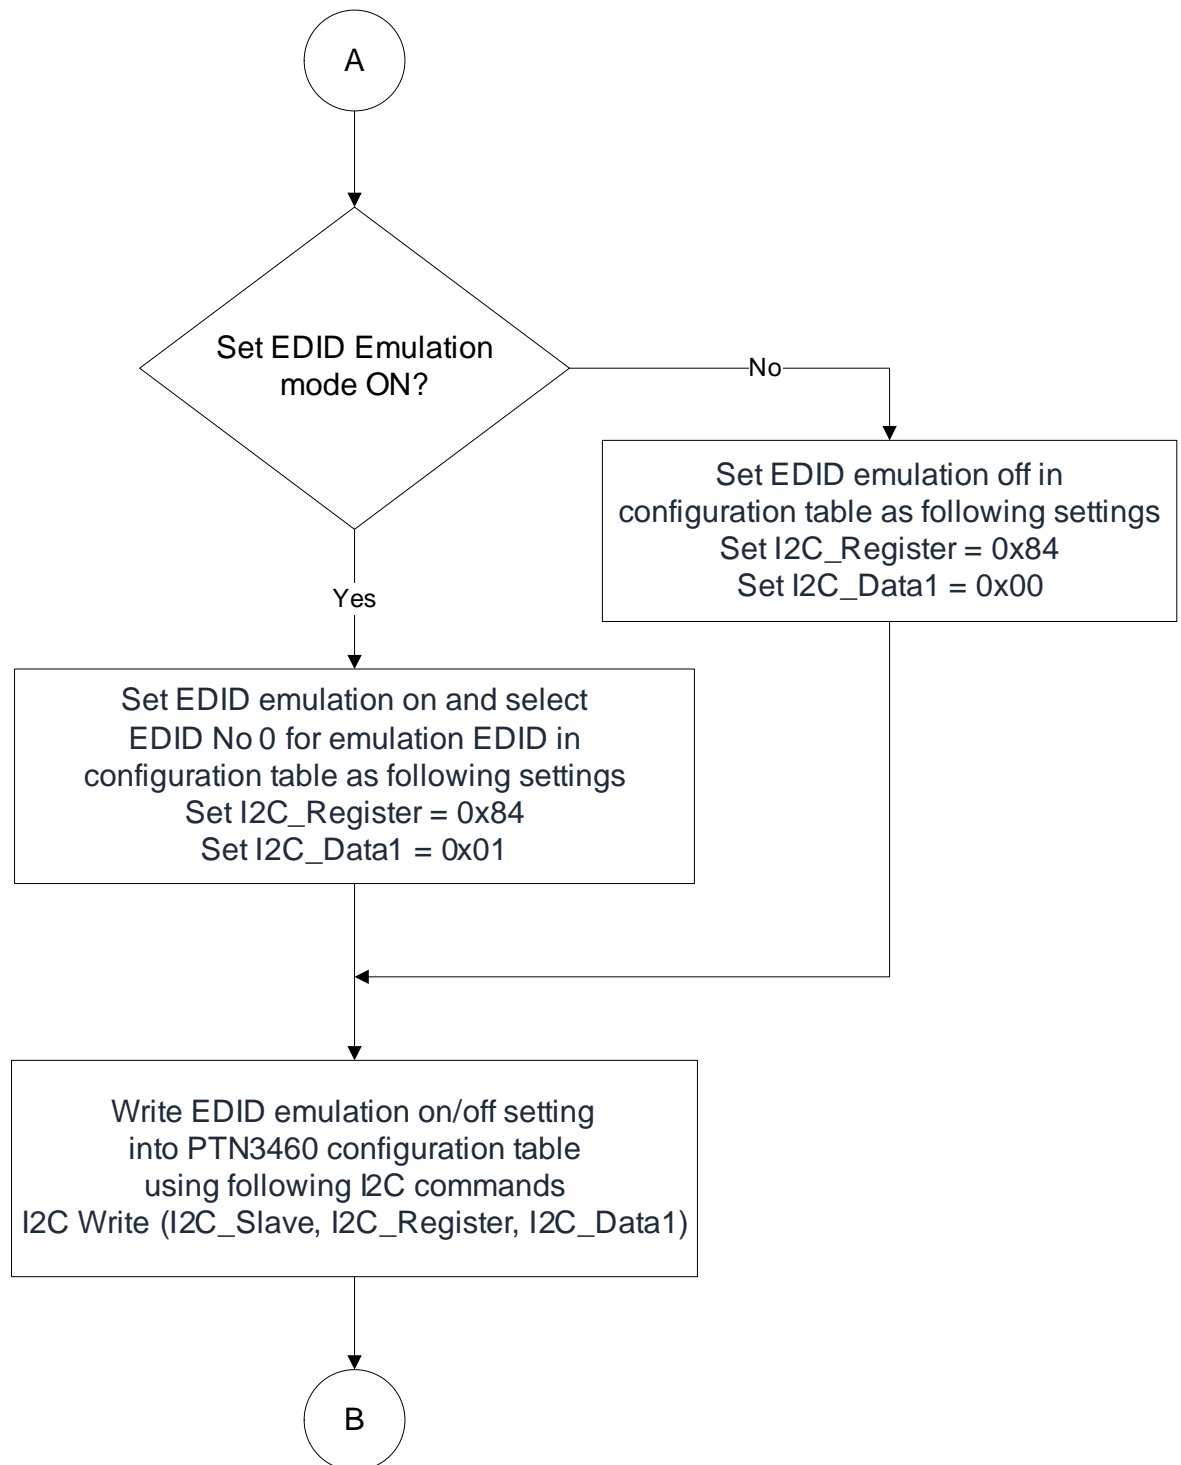 A
Set EDID Emulation
mode ON?
No
Set EDID emulation off in
configuration table as following settings
Set I2C_Register = 0x84
Set I2C_Data1 = 0x00
Yes
Set EDID emulation on and select
EDID No 0 for emulation EDID in
configuration table as following settings
Set I2C_Register = 0x84
Set I2C_Data1 = 0x01
Write EDID emulation on/off setting
into PTN3460 configuration table
using following I2C commands
I2C Write (I2C_Slave, I2C_Register, I2C_Data1)
B